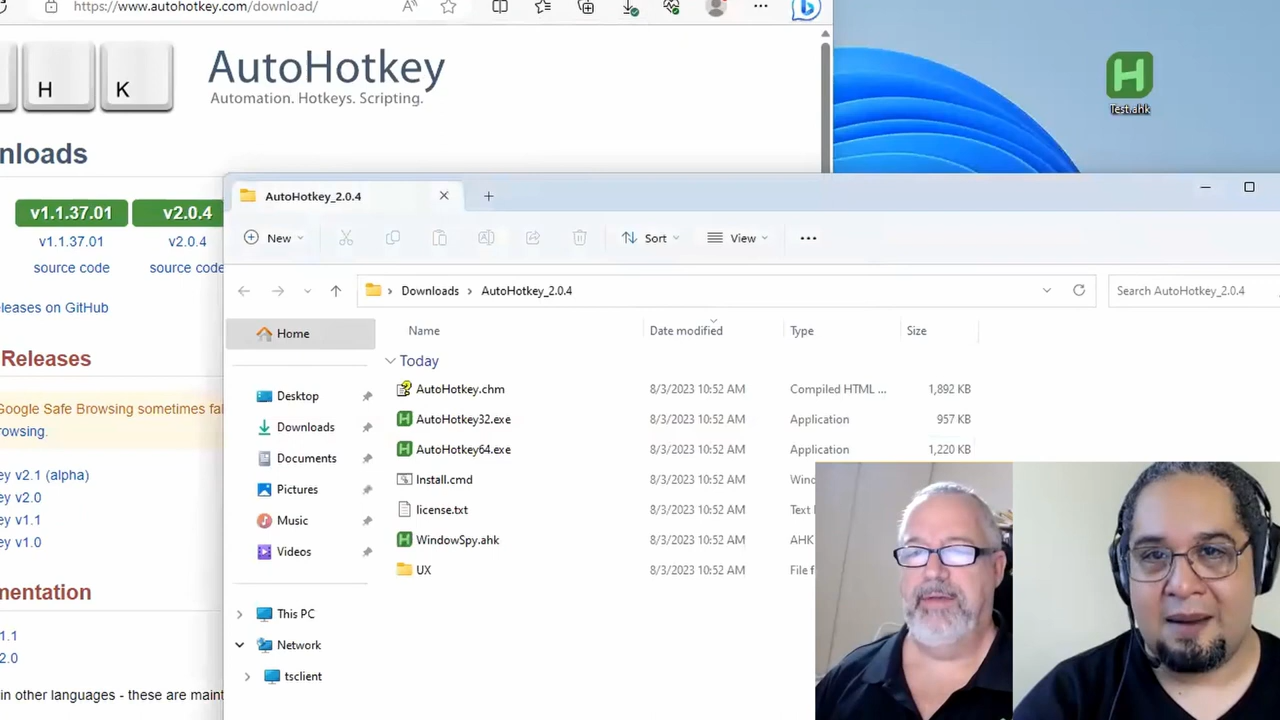 https://www.autohotkey.com/download/
H
K
AutoHotkey
Automation. Hotkeys. Scripting.
Test.ahk
nloads
v1.1.37.01
v2.0.4
v1.1.37.01
v2.0.4
source code
source code
eleases on GitHub
Releases
Google Safe Browsing sometimes fal
rowsing.
ey v2.1 (alpha)
ey v2.0
ey v1.1
ey v1.0
mentation
1.1
2.0
in other languages - these are maint
AutoHotkey_2.0.4
New
Sort
View
Downloads
AutoHotkey_2.0.4
Search AutoHotkey_2.0.4
Home
Desktop
Downloads
Documents
Pictures
Music
Videos
This PC
Network
tsclient
Name Date modified Type Size
Today
AutoHotkey.chm 8/3/2023 10:52 AM Compiled HTML ... 1,892 KB
AutoHotkey32.exe 8/3/2023 10:52 AM Application 957 KB
AutoHotkey64.exe 8/3/2023 10:52 AM Application 1,220 KB
Install.cmd 8/3/2023 10:52 AM Wind
license.txt 8/3/2023 10:52 AM Text
WindowSpy.ahk 8/3/2023 10:52 AM AHK
UX 8/3/2023 10:52 AM File f